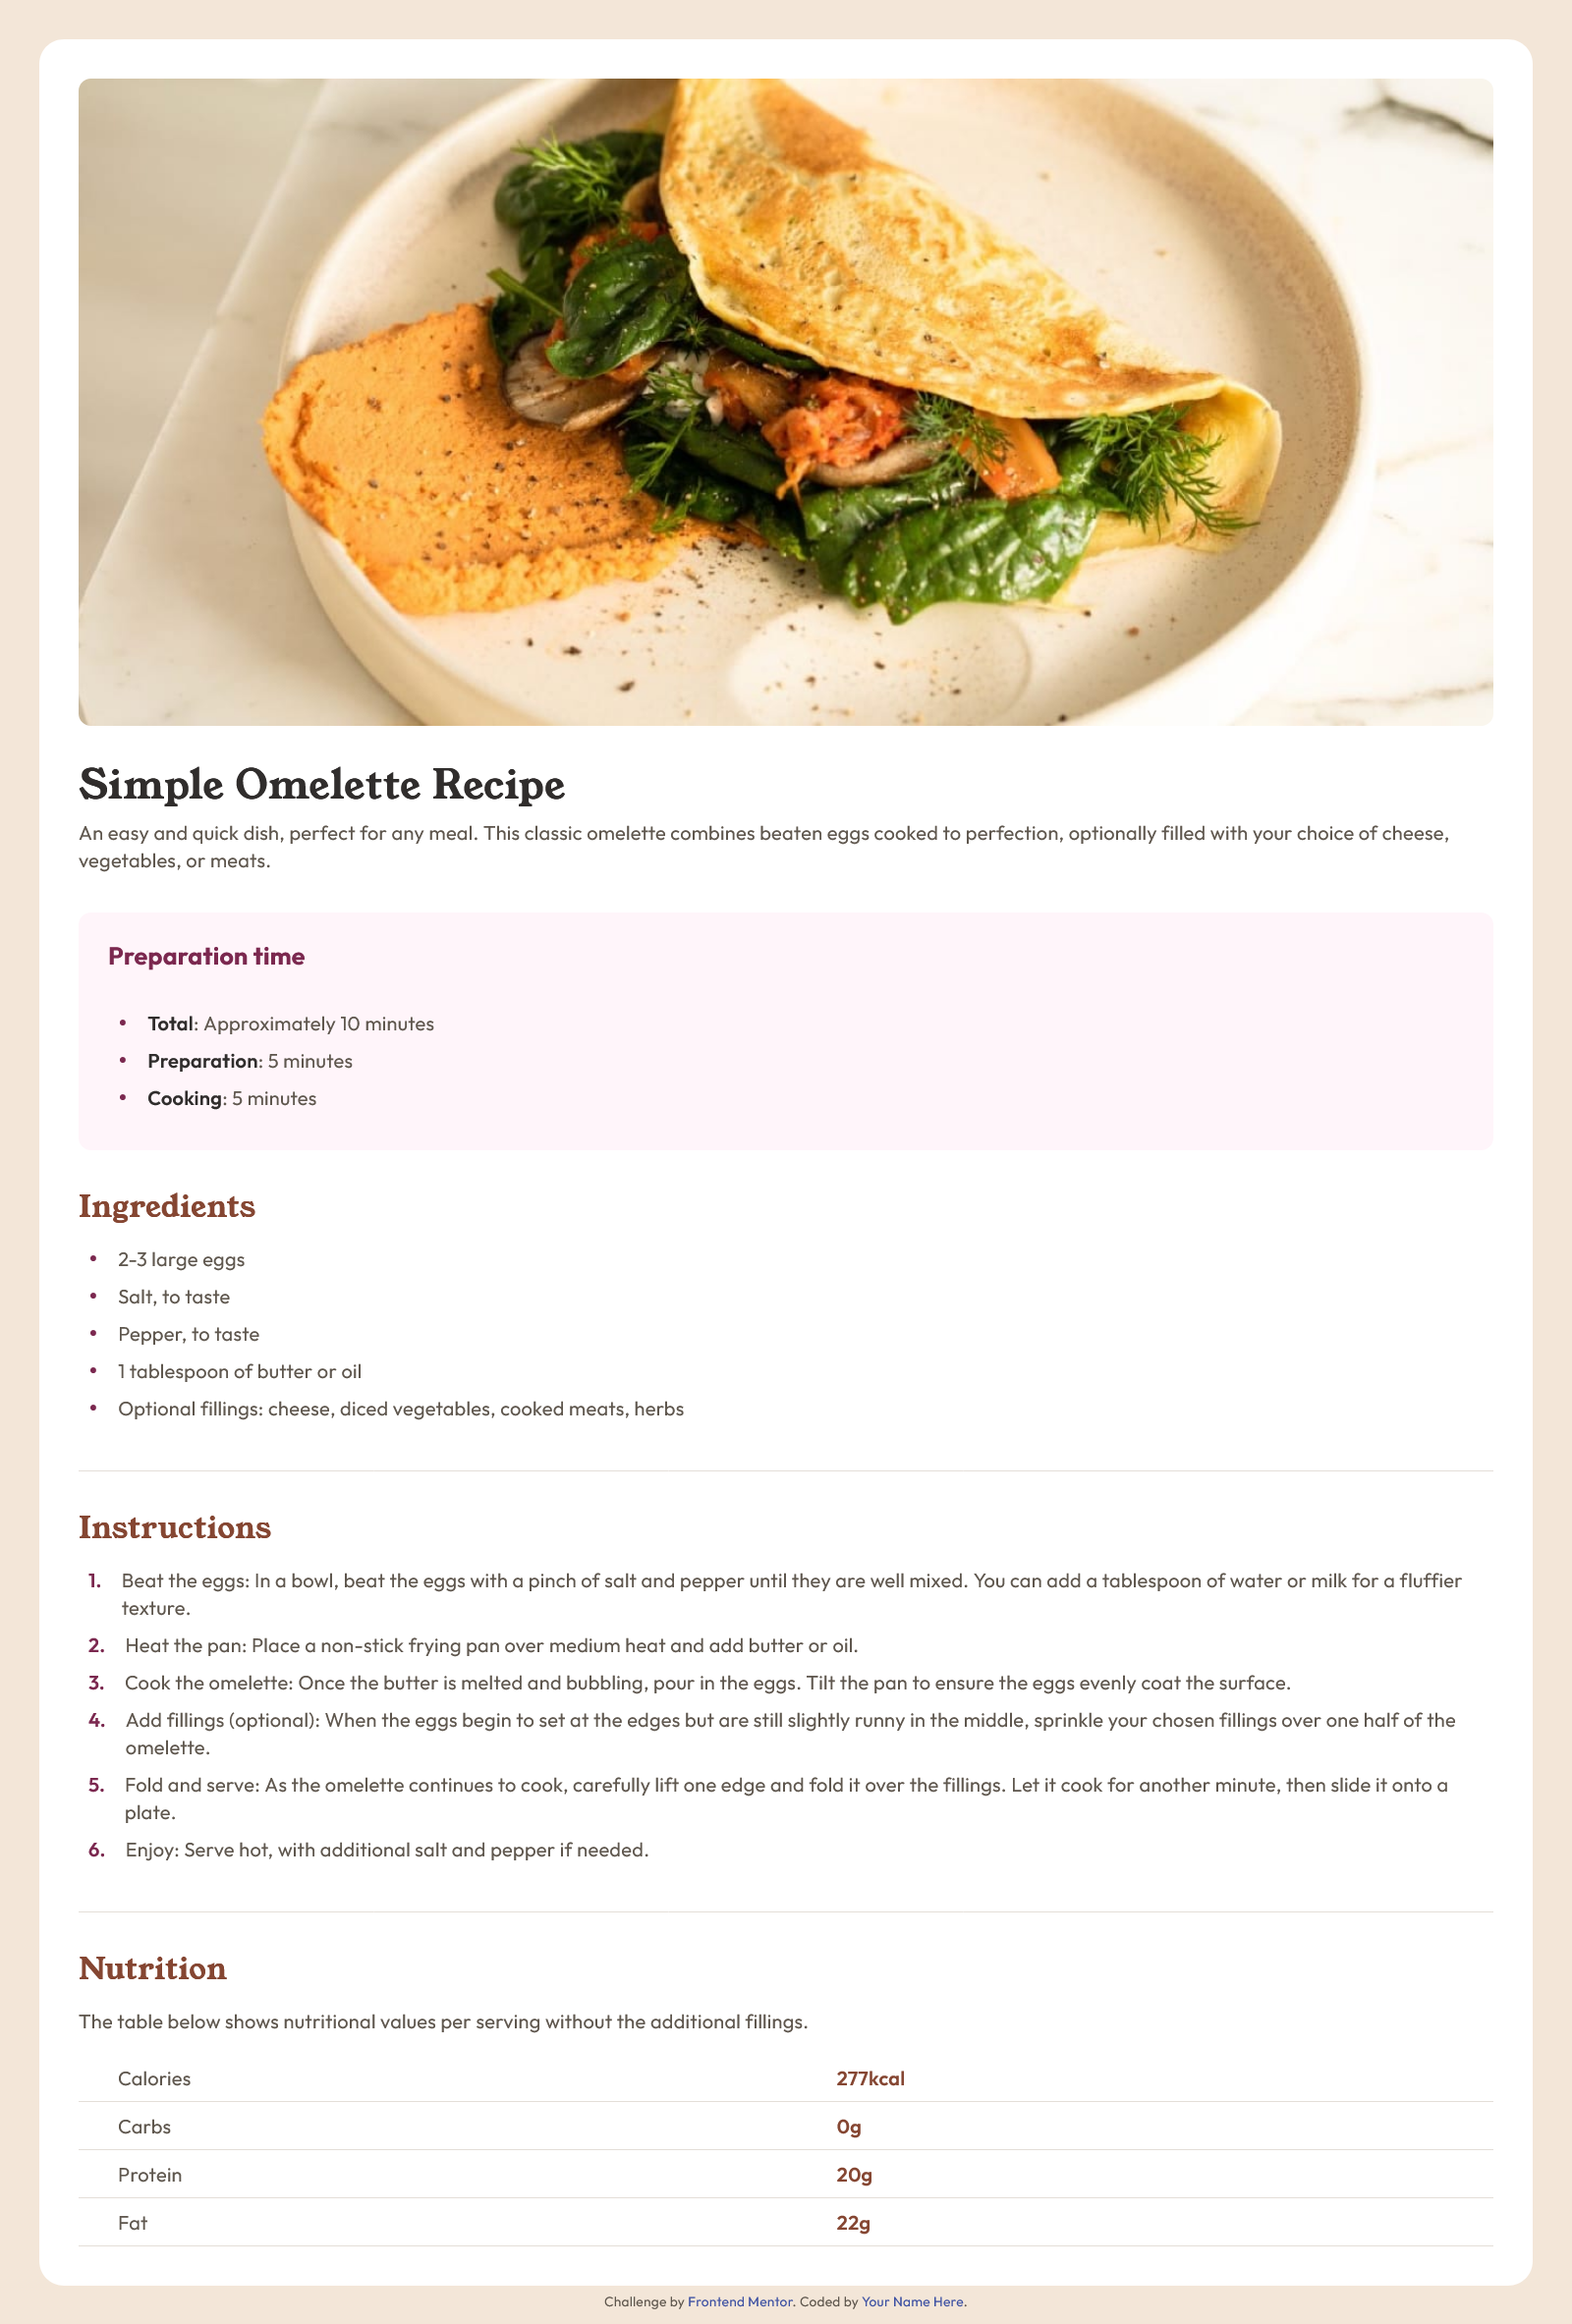 Simple Omelette Recipe
An easy and quick dish, perfect for any meal. This classic omelette combines beaten eggs cooked to perfection, optionally filled with your choice of cheese,
vegetables, or meats.
Preparation time
• Total: Approximately 10 minutes
• Preparation: 5 minutes
• Cooking: 5 minutes
Ingredients
• 2-3 large eggs
• Salt, to taste
• Pepper, to taste
• 1 tablespoon of butter or oil
• Optional fillings: cheese, diced vegetables, cooked meats, herbs
Instructions
1. Beat the eggs: In a bowl, beat the eggs with a pinch of salt and pepper until they are well mixed. You can add a tablespoon of water or milk for a fluffier
texture.
2. Heat the pan: Place a non-stick frying pan over medium heat and add butter or oil.
3. Cook the omelette: Once the butter is melted and bubbling, pour in the eggs. Tilt the pan to ensure the eggs evenly coat the surface.
4. Add fillings (optional): When the eggs begin to set at the edges but are still slightly runny in the middle, sprinkle your chosen fillings over one half of the
omelette.
5. Fold and serve: As the omelette continues to cook, carefully lift one edge and fold it over the fillings. Let it cook for another minute, then slide it onto a
plate.
6. Enjoy: Serve hot, with additional salt and pepper if needed.
Nutrition
The table below shows nutritional values per serving without the additional fillings.
Calories 277kcal
Carbs 0g
Protein 20g
Fat 22g
Challenge by Frontend Mentor. Coded by Your Name Here.